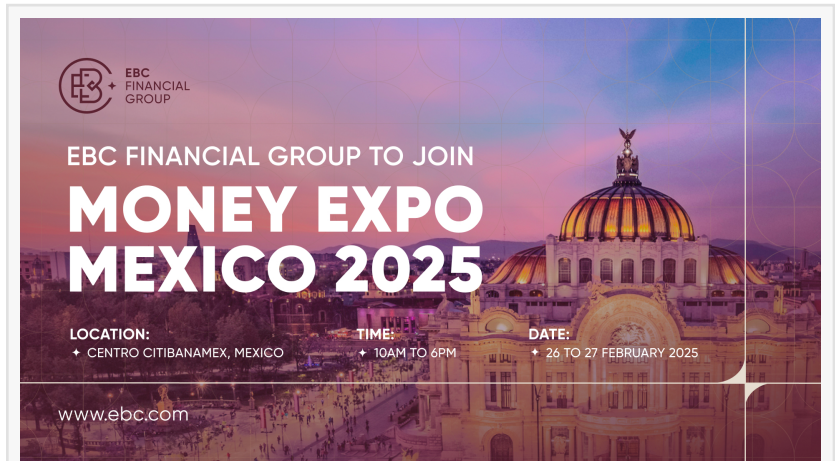 EBC
FINANCIAL
GROUP
EBC FINANCIAL GROUP TO JOIN
MONEY EXPO
MEXICO 2025
LOCATION:
CENTRO CITIBANAMEX, MEXICO
TIME:
10AM TO 6PM
DATE:
26 TO 27 FEBRUARY 2025
www.ebc.com